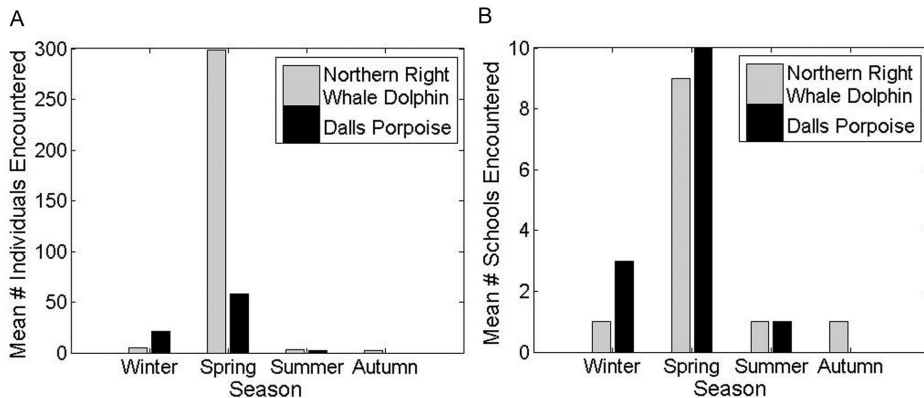 A
Mean # Individuals Encountered
300
250
200
150
100
50
0
Northern Right
Whale Dolphin
Dalls Porpoise
Winter Spring Summer Autumn
Season
B
Mean # Schools Encountered
10
8
6
4
2
0
Northern Right
Whale Dolphin
Dalls Porpoise
Winter Spring Summer Autumn
Season